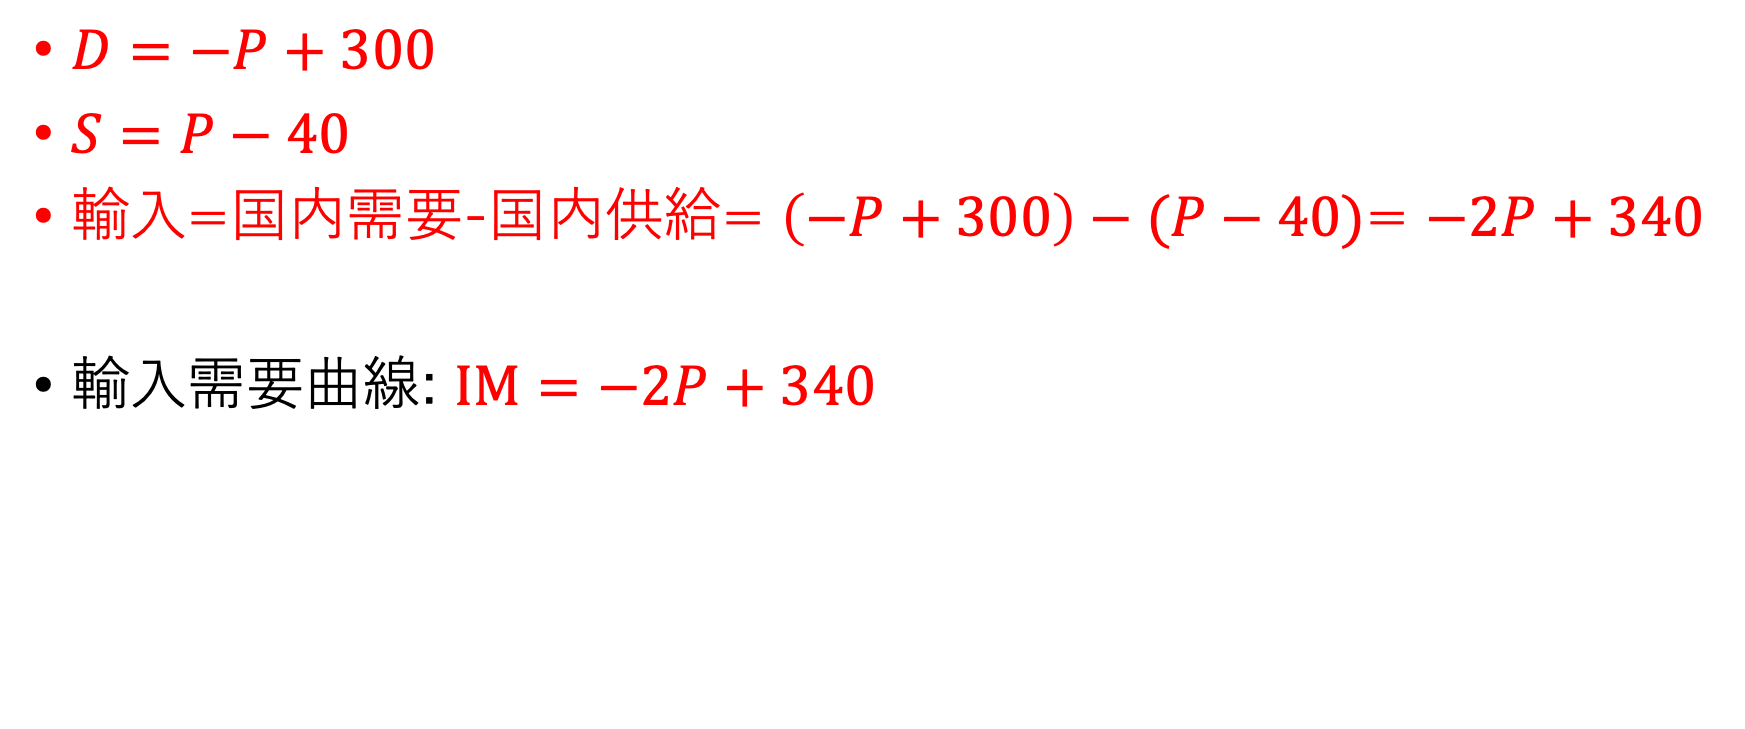 • D = −P + 300
• S = P − 40
• 輸入=国内需要-国内供給= (−P + 300) − (P − 40)= −2P + 340
• 輸入需要曲線: IM = −2P + 340